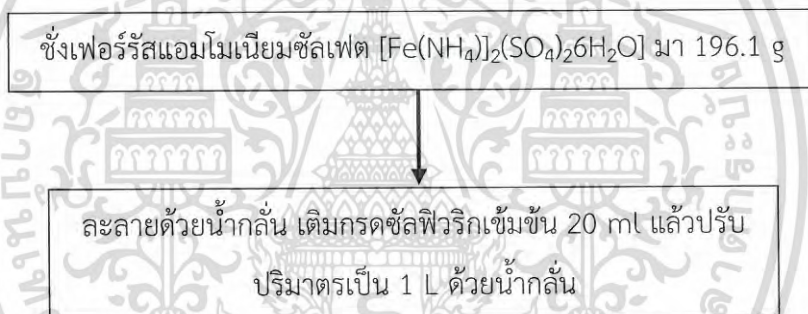 ชั่งเฟอร์รัสแอมโมเนียมซัลเฟต [Fe(NH₄)]₂(SO₄)₂6H₂O] มา 196.1 g
ละลายด้วยน้ำกลั่น เติมกรดซัลฟิวริกเข้มข้น 20 ml แล้วปรับ
ปริมาตรเป็น 1 L ด้วยน้ำกลั่น